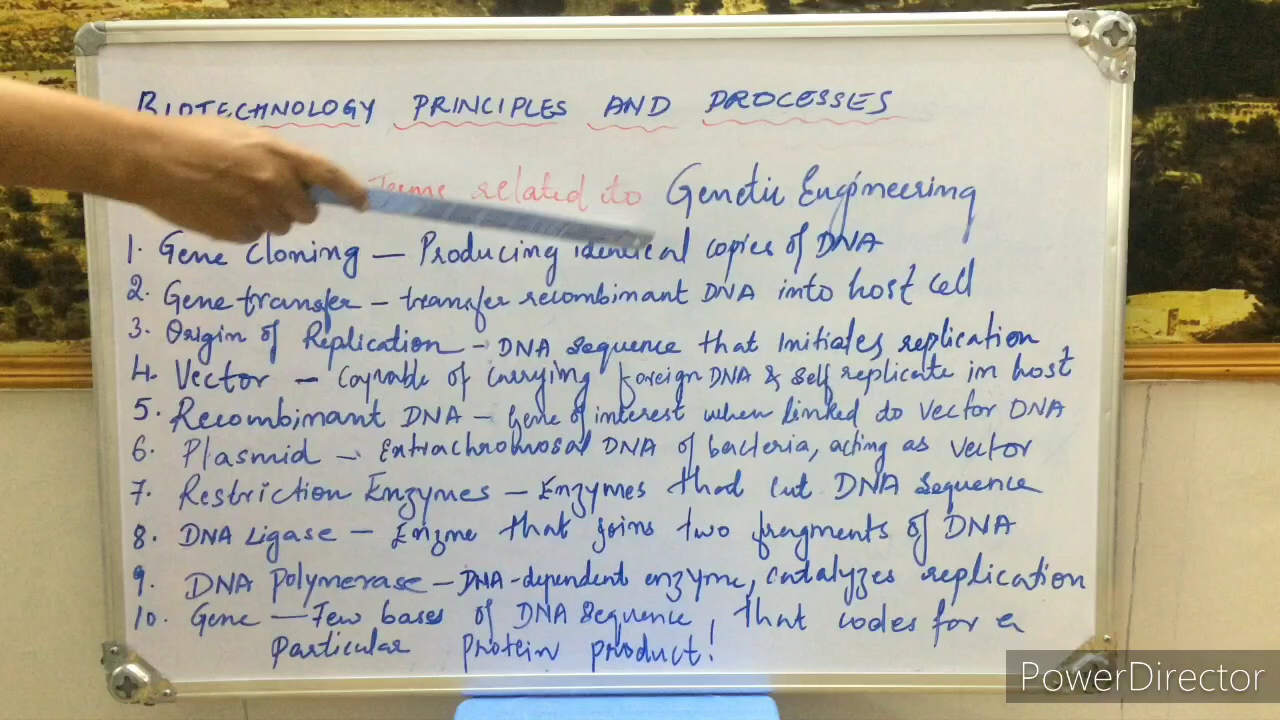 BIOTECHNOLOGY PRINCIPLES AND PROCESSES
Terms related to Genetic Engineering
1. Gene Cloning – Producing identical copies of DNA
2. Gene transfer – transfer recombinant DNA into host cell
3. Origin of Replication – DNA sequence that initiates replication
4. Vector – Capable of carrying foreign DNA & self replicate in host
5. Recombinant DNA – Gene of interest when linked to vector DNA
6. Plasmid – Extrachromosal DNA of bacteria, acting as vector
7. Restriction Enzymes – Enzymes that cut DNA sequence
8. DNA Ligase – Enzyme that joins two fragments of DNA
9. DNA Polymerase – DNA-dependent enzyme, catalyzes replication
10. Gene – Few bases of DNA sequence, that codes for a
particular protein product!
PowerDirector